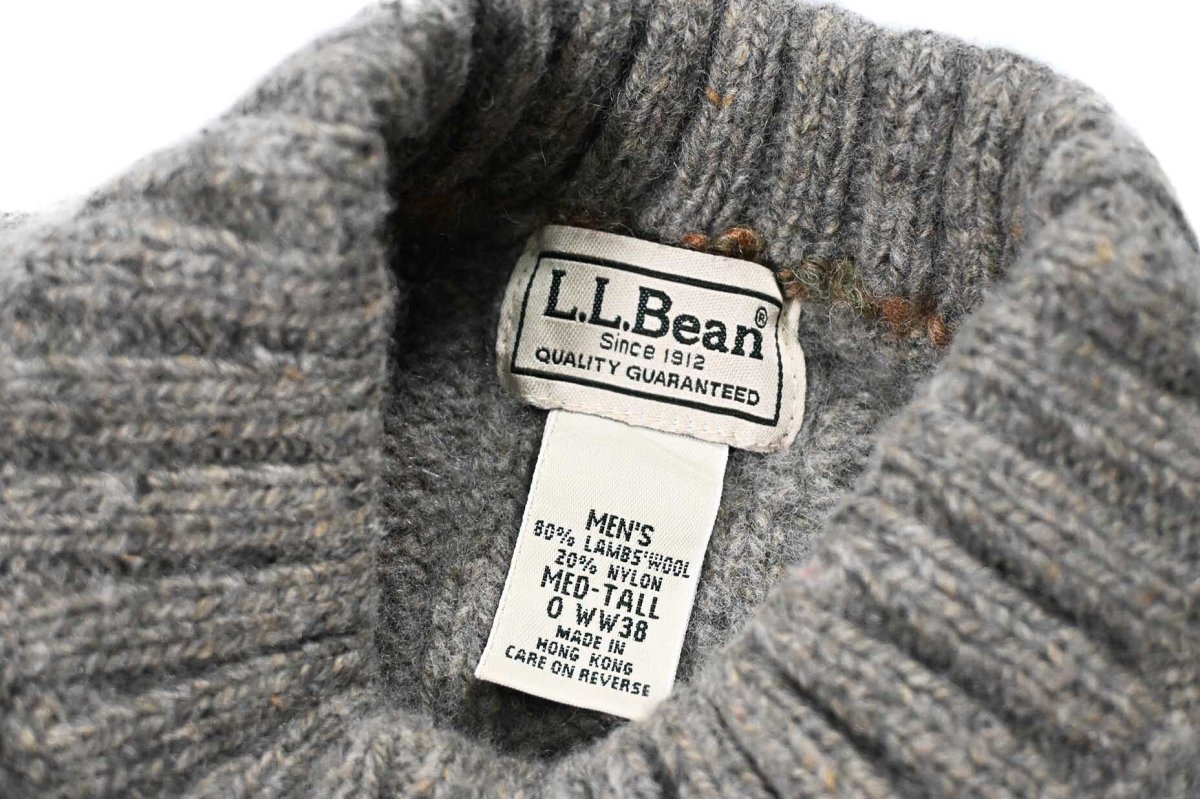 L.L.Bean®
Since 1912
QUALITY GUARANTEED
MEN'S
80% LAMBS'WOOL
20% NYLON
MED-TALL
0 WW38
MADE IN
HONG KONG
CARE ON REVERSE